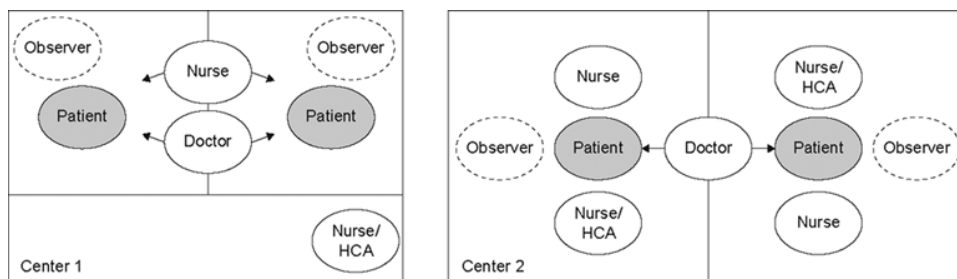 Observer
Observer
Nurse
Patient
Patient
Doctor
Nurse/
HCA
Center 1
Nurse
Nurse/
HCA
Observer
Patient
Doctor
Patient
Observer
Nurse/
HCA
Nurse
Center 2